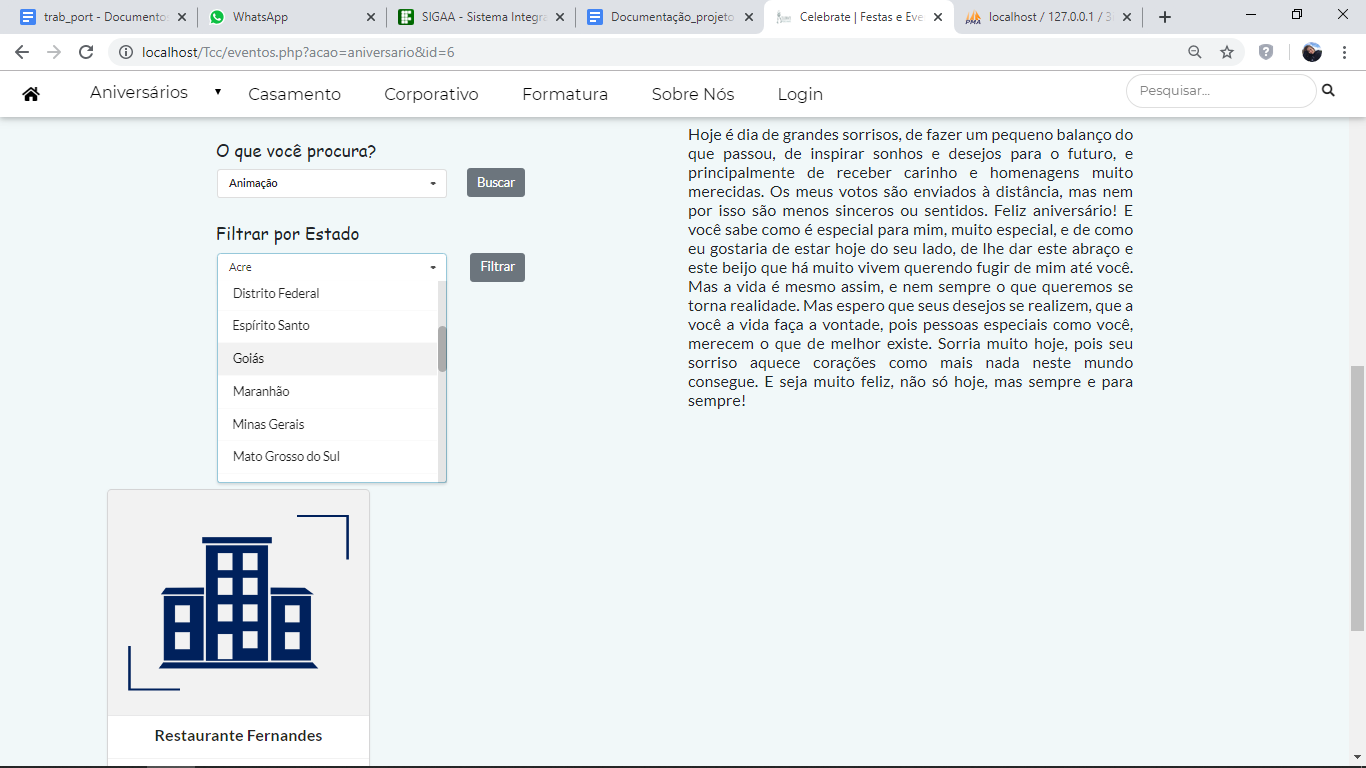 trab_port - Documento
WhatsApp
SIGAA - Sistema Integra
Documentação_projeto
Celebrate | Festas e Eve
localhost / 127.0.0.1 / 3
localhost/Tcc/eventos.php?acao=aniversario&id=6
Aniversários
Casamento
Corporativo
Formatura
Sobre Nós
Login
Pesquisar...
O que você procura?
Animação
Buscar
Filtrar por Estado
Acre
Filtrar
Distrito Federal
Espírito Santo
Goiás
Maranhão
Minas Gerais
Mato Grosso do Sul
Hoje é dia de grandes sorrisos, de fazer um pequeno balanço do
que passou, de inspirar sonhos e desejos para o futuro, e
principalmente de receber carinho e homenagens muito
merecidas. Os meus votos são enviados à distância, mas nem
por isso são menos sinceros ou sentidos. Feliz aniversário! E
você sabe como é especial para mim, muito especial, e de como
eu gostaria de estar hoje do seu lado, de lhe dar este abraço e
este beijo que há muito vivem querendo fugir de mim até você.
Mas a vida é mesmo assim, e nem sempre o que queremos se
torna realidade. Mas espero que seus desejos se realizem, que a
você a vida faça a vontade, pois pessoas especiais como você,
merecem o que de melhor existe. Sorria muito hoje, pois seu
sorriso aquece corações como mais nada neste mundo
consegue. E seja muito feliz, não só hoje, mas sempre e para
sempre!
Restaurante Fernandes